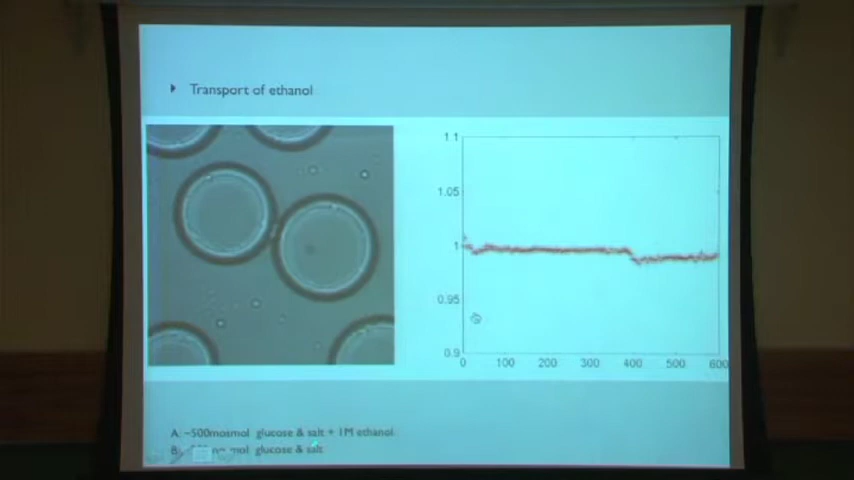 Transport of ethanol
1.1
1.05
1
0.95
0.9
0 100 200 300 400 500 600
A: ~500mosmol glucose & salt + 1M ethanol.
B: mol glucose & salt